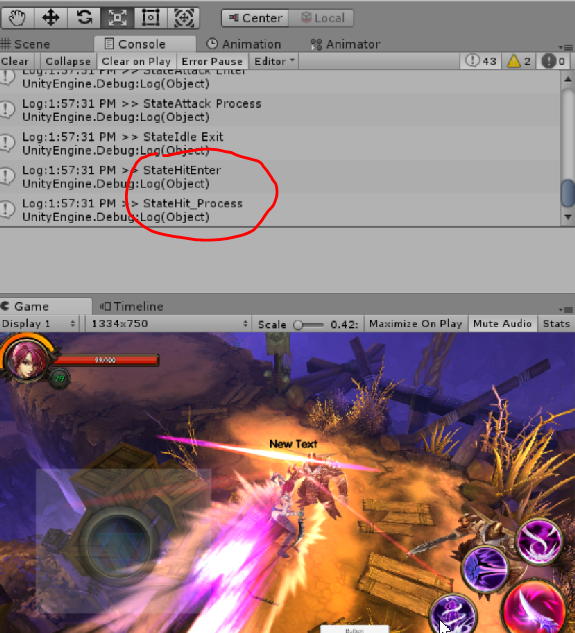 Center
Local
Scene
Console
Animation
Animator
Clear
Collapse
Clear on Play
Error Pause
Editor
43
2
0
Log:1:57:31 PM >> StateAttack Enter
UnityEngine.Debug:Log(Object)
Log:1:57:31 PM >> StateAttack Process
UnityEngine.Debug:Log(Object)
Log:1:57:31 PM >> StateIdle Exit
UnityEngine.Debug:Log(Object)
Log:1:57:31 PM >> StateHitEnter
UnityEngine.Debug:Log(Object)
Log:1:57:31 PM >> StateHit_Process
UnityEngine.Debug:Log(Object)
Game
Timeline
Display 1
1334x750
Scale
0.42:
Maximize On Play
Mute Audio
Stats
New Text
Button